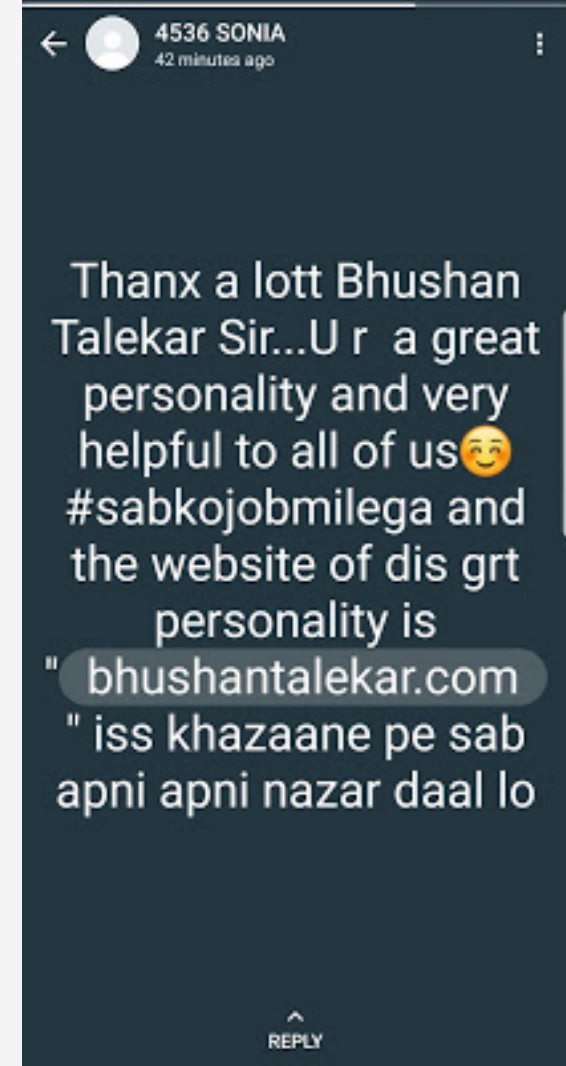 4536 SONIA
42 minutes ago
Thanx a lott Bhushan
Talekar Sir...U r a great
personality and very
helpful to all of us☺️
#sabkojobmilega and
the website of dis grt
personality is
" bhushantalekar.com
" iss khazaane pe sab
apni apni nazar daal lo
REPLY